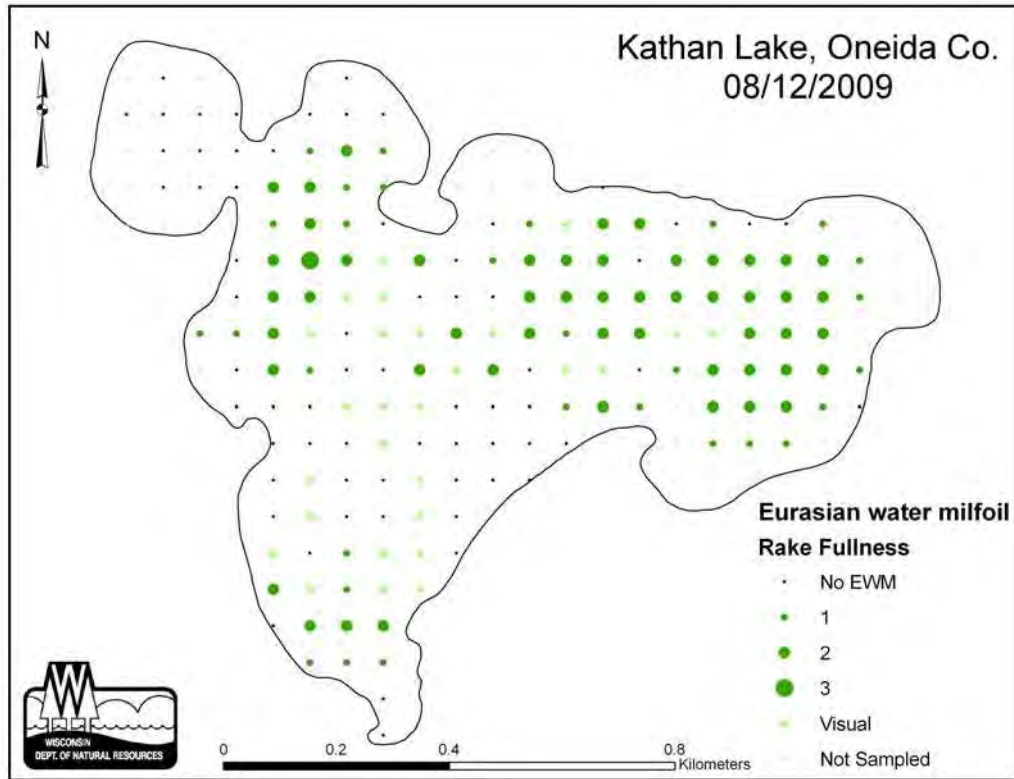 N
Kathan Lake, Oneida Co.
08/12/2009
Eurasian water milfoil
Rake Fullness
No EWM
1
2
3
Visual
Not Sampled
W
WISCONSIN
DEPT. OF NATURAL RESOURCES
0 0.2 0.4 0.8
Kilometers